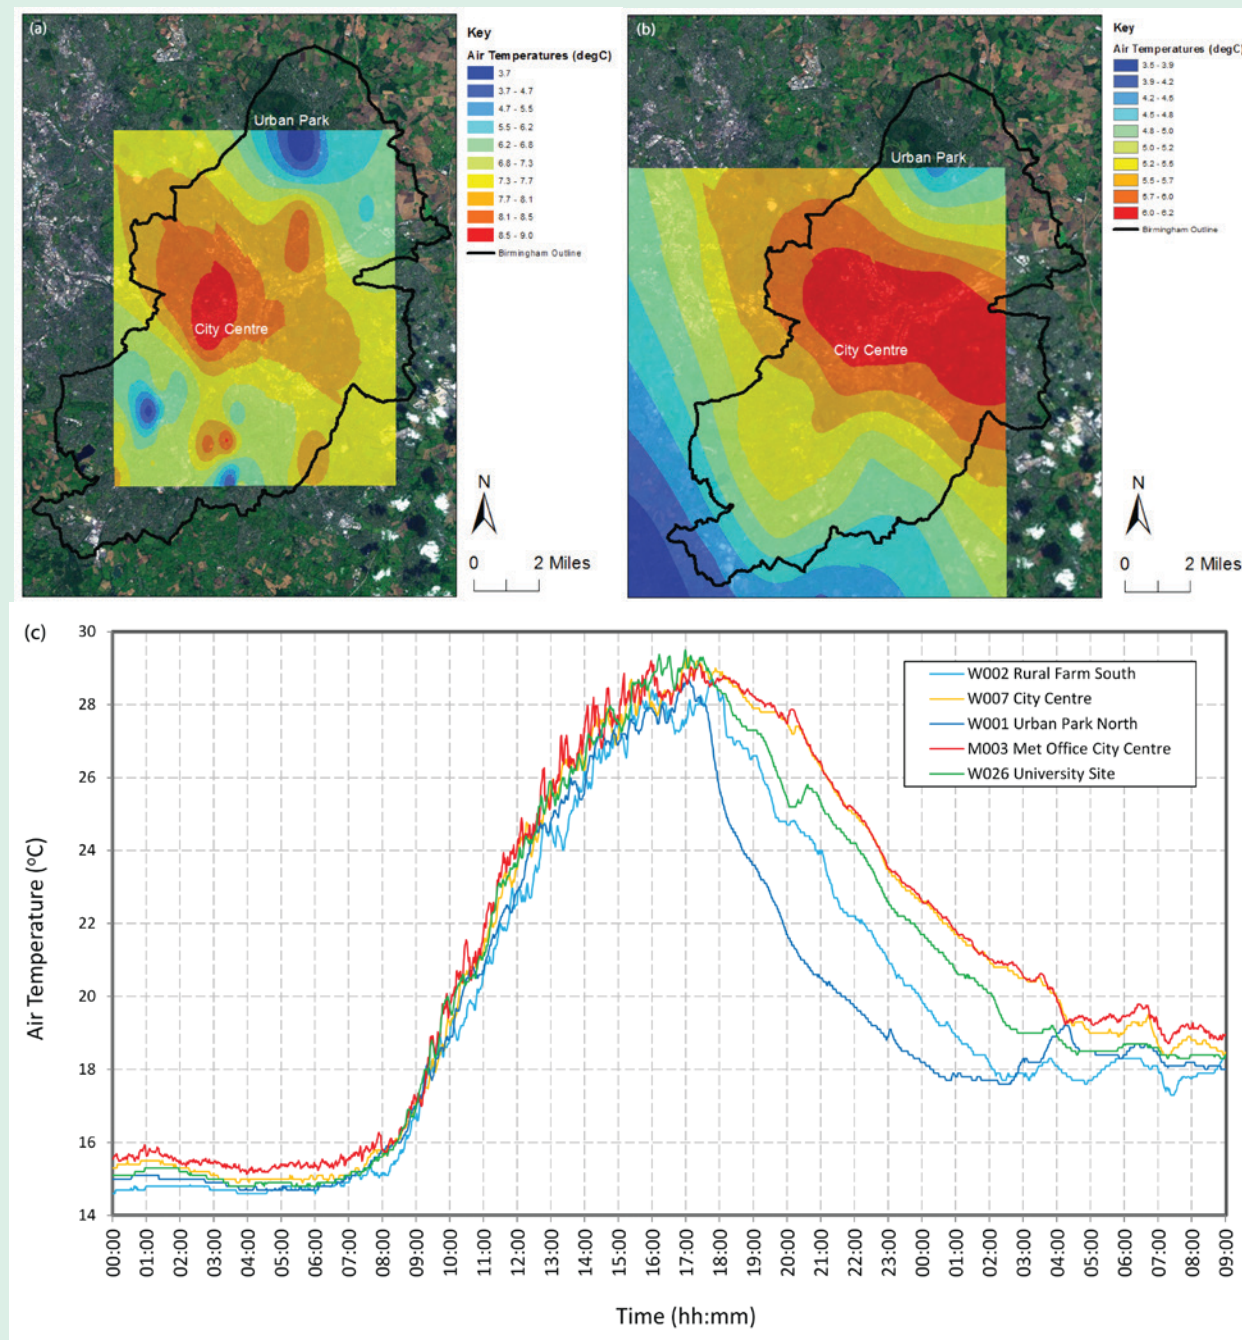 (a)
Urban Park
City Centre
Key
Air Temperatures (degC)
3.7
3.7 - 4.7
4.7 - 5.5
5.5 - 6.2
6.2 - 6.8
6.8 - 7.3
7.3 - 7.7
7.7 - 8.1
8.1 - 8.5
8.5 - 9.0
Birmingham Outline
N
0 2 Miles
(b)
Urban Park
City Centre
Key
Air Temperatures (degC)
3.5 - 3.9
3.9 - 4.2
4.2 - 4.5
4.5 - 4.8
4.8 - 5.0
5.0 - 5.2
5.2 - 5.5
5.5 - 5.7
5.7 - 6.0
6.0 - 6.2
Birmingham Outline
N
0 2 Miles
(c)
Air Temperature (°C)
30
28
26
24
22
20
18
16
14
W002 Rural Farm South
W007 City Centre
W001 Urban Park North
M003 Met Office City Centre
W026 University Site
00:00 01:00 02:00 03:00 04:00 05:00 06:00 07:00 08:00 09:00 10:00 11:00 12:00 13:00 14:00 15:00 16:00 17:00 18:00 19:00 20:00 21:00 22:00 23:00 00:00 01:00 02:00 03:00 04:00 05:00 06:00 07:00 08:00 09:00
Time (hh:mm)